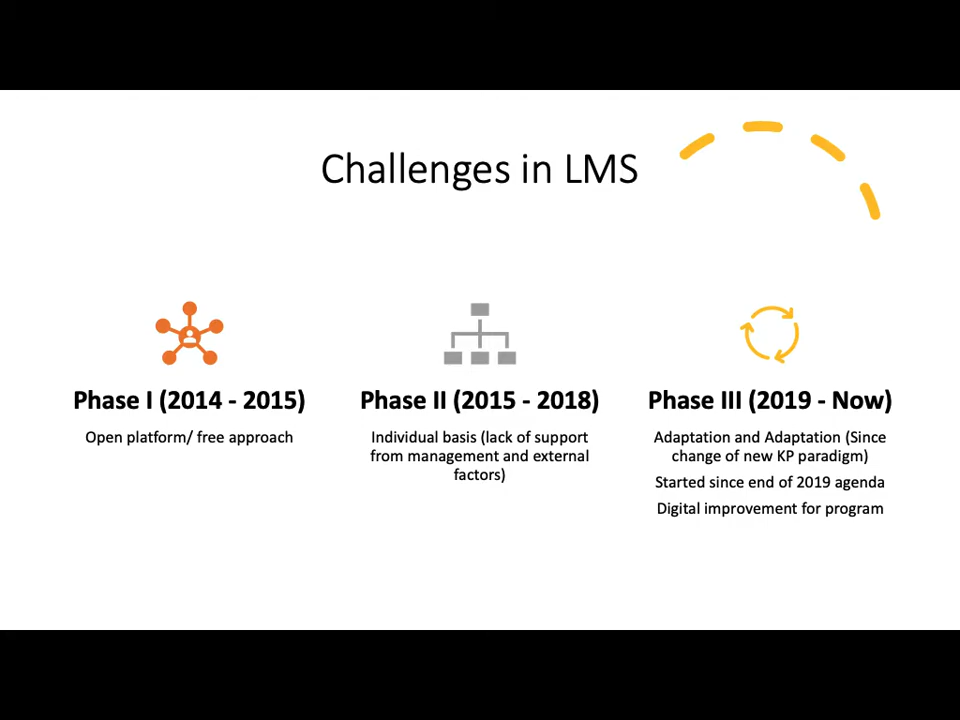 Challenges in LMS
Phase I (2014 - 2015)
Open platform/ free approach
Phase II (2015 - 2018)
Individual basis (lack of support
from management and external
factors)
Phase III (2019 - Now)
Adaptation and Adaptation (Since
change of new KP paradigm)
Started since end of 2019 agenda
Digital improvement for program